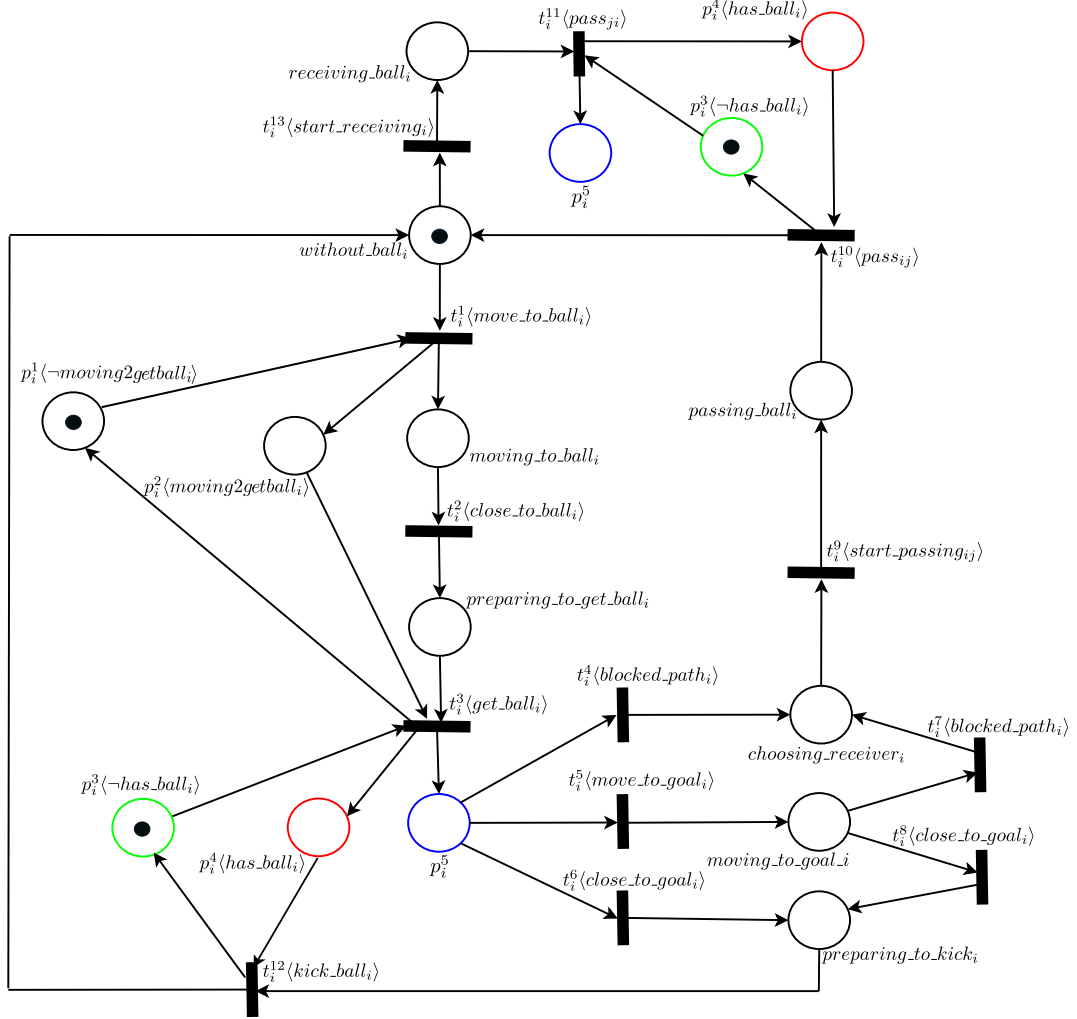 t_i^{11}⟨pass_{ji}⟩
p_i^4⟨has_ball_i⟩
receiving_ball_i
p_i^3⟨¬has_ball_i⟩
t_i^{13}⟨start_receiving_i⟩
p_i^5
without_ball_i
t_i^{10}⟨pass_{ij}⟩
t_i^1⟨move_to_ball_i⟩
p_i^1⟨¬moving2getball_i⟩
passing_ball_i
moving_to_ball_i
p_i^2⟨moving2getball_i⟩
t_i^2⟨close_to_ball_i⟩
t_i^9⟨start_passing_{ij}⟩
preparing_to_get_ball_i
t_i^4⟨blocked_path_i⟩
t_i^3⟨get_ball_i⟩
t_i^7⟨blocked_path_i⟩
choosing_receiver_i
p_i^3⟨¬has_ball_i⟩
t_i^5⟨move_to_goal_i⟩
t_i^8⟨close_to_goal_i⟩
p_i^4⟨has_ball_i⟩
p_i^5
moving_to_goal_i
t_i^6⟨close_to_goal_i⟩
preparing_to_kick_i
t_i^{12}⟨kick_ball_i⟩